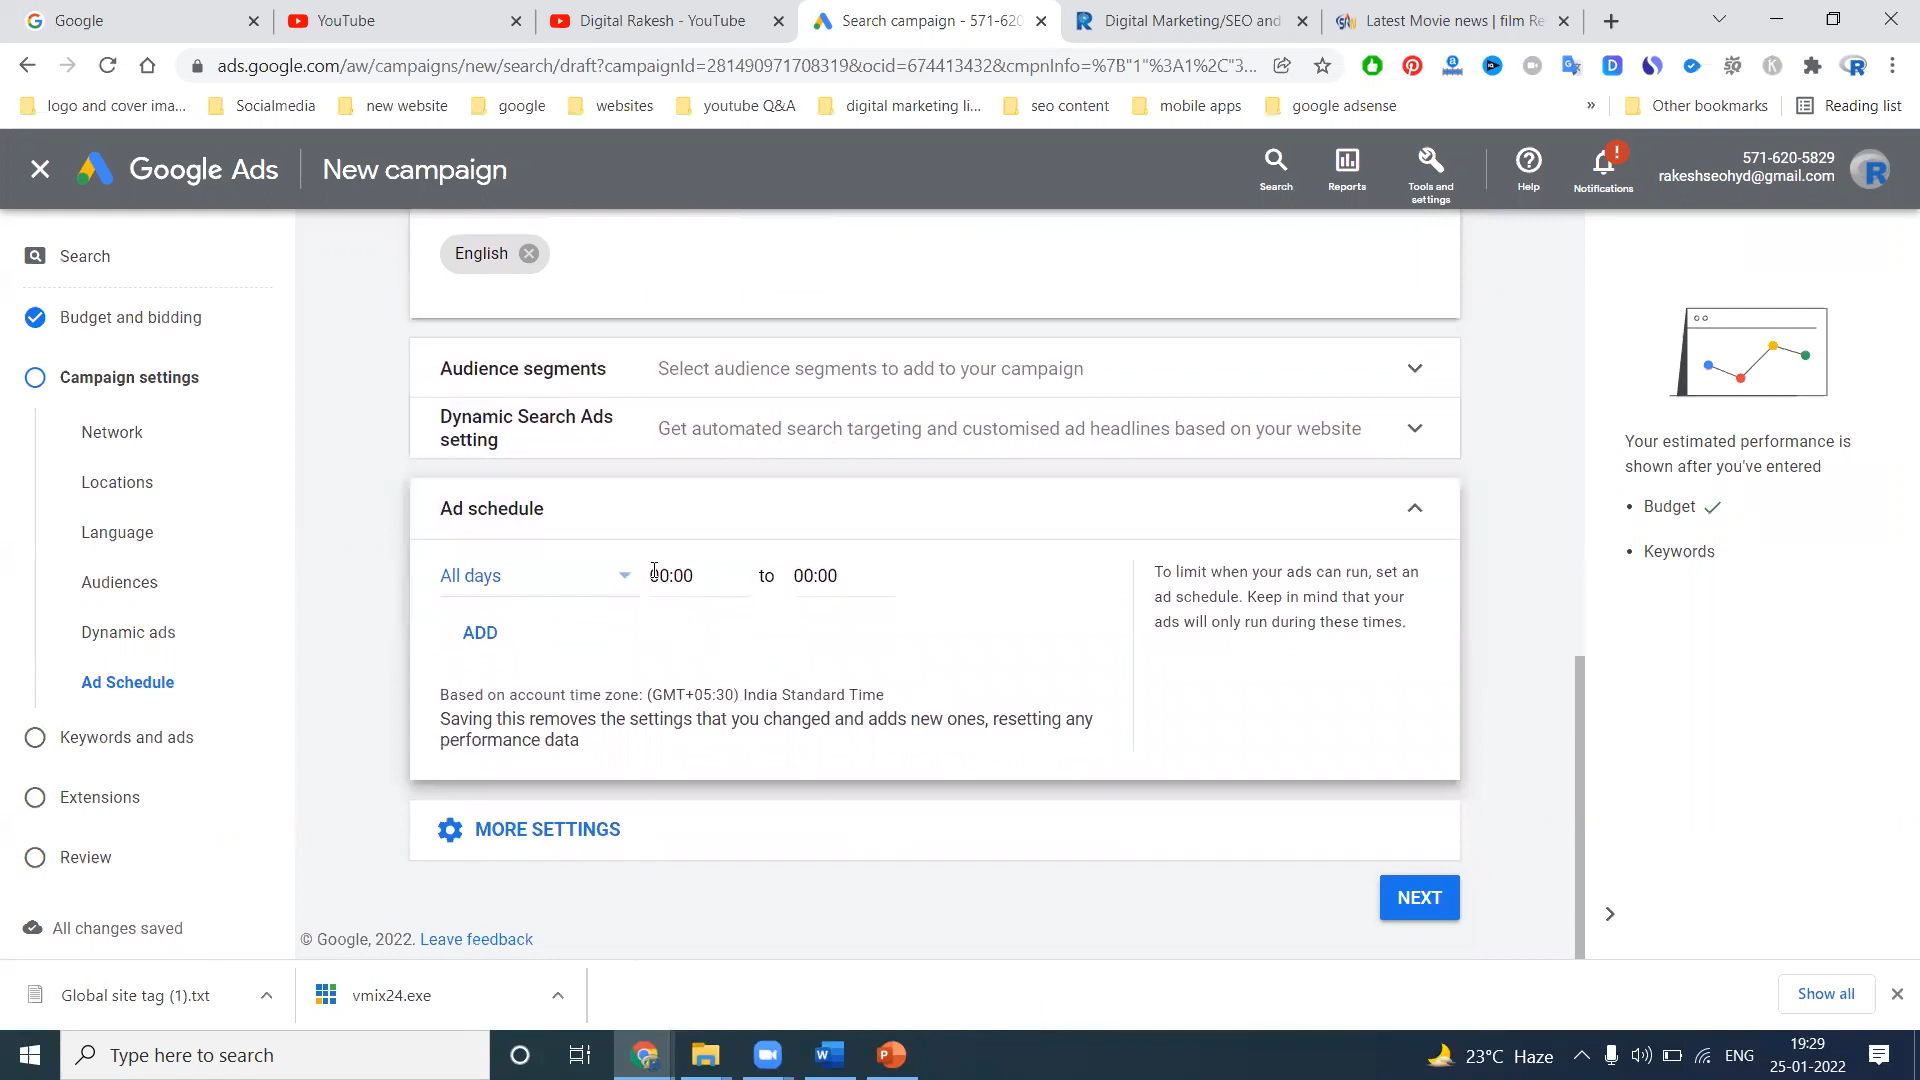 Google
YouTube
Digital Rakesh - YouTube
Search campaign - 571-620
Digital Marketing/SEO and
Latest Movie news | film Re
ads.google.com/aw/campaigns/new/search/draft?campaignId=281490971708319&ocid=674413432&cmpnInfo=%7B"1"%3A1%2C"3...
logo and cover ima...
Socialmedia
new website
google
websites
youtube Q&A
digital marketing li...
seo content
mobile apps
google adsense
»
Other bookmarks
Reading list
Google Ads
New campaign
Search
Reports
Tools and
settings
Help
Notifications
571-620-5829
rakeshseohyd@gmail.com
Search
Budget and bidding
Campaign settings
Network
Locations
Language
Audiences
Dynamic ads
Ad Schedule
Keywords and ads
Extensions
Review
All changes saved
English
Audience segments
Select audience segments to add to your campaign
Dynamic Search Ads
setting
Get automated search targeting and customised ad headlines based on your website
Ad schedule
All days
00:00
to
00:00
ADD
To limit when your ads can run, set an
ad schedule. Keep in mind that your
ads will only run during these times.
Based on account time zone: (GMT+05:30) India Standard Time
Saving this removes the settings that you changed and adds new ones, resetting any
performance data
MORE SETTINGS
NEXT
© Google, 2022. Leave feedback
Your estimated performance is
shown after you've entered
• Budget
• Keywords
Global site tag (1).txt
vmix24.exe
Show all
Type here to search
23°C Haze
ENG
19:29
25-01-2022